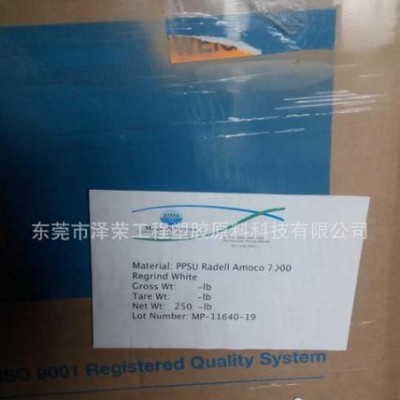 WEIG
东莞市泽荣工程塑胶原料科技有限公司
Material: PPSU Radell Amoco 7200
Regrind White
Gross Wt: -lb
Tare Wt: -lb
Net Wt: 250 -lb
Lot Number: MP-11640-19
ISO 9001 Registered Quality System